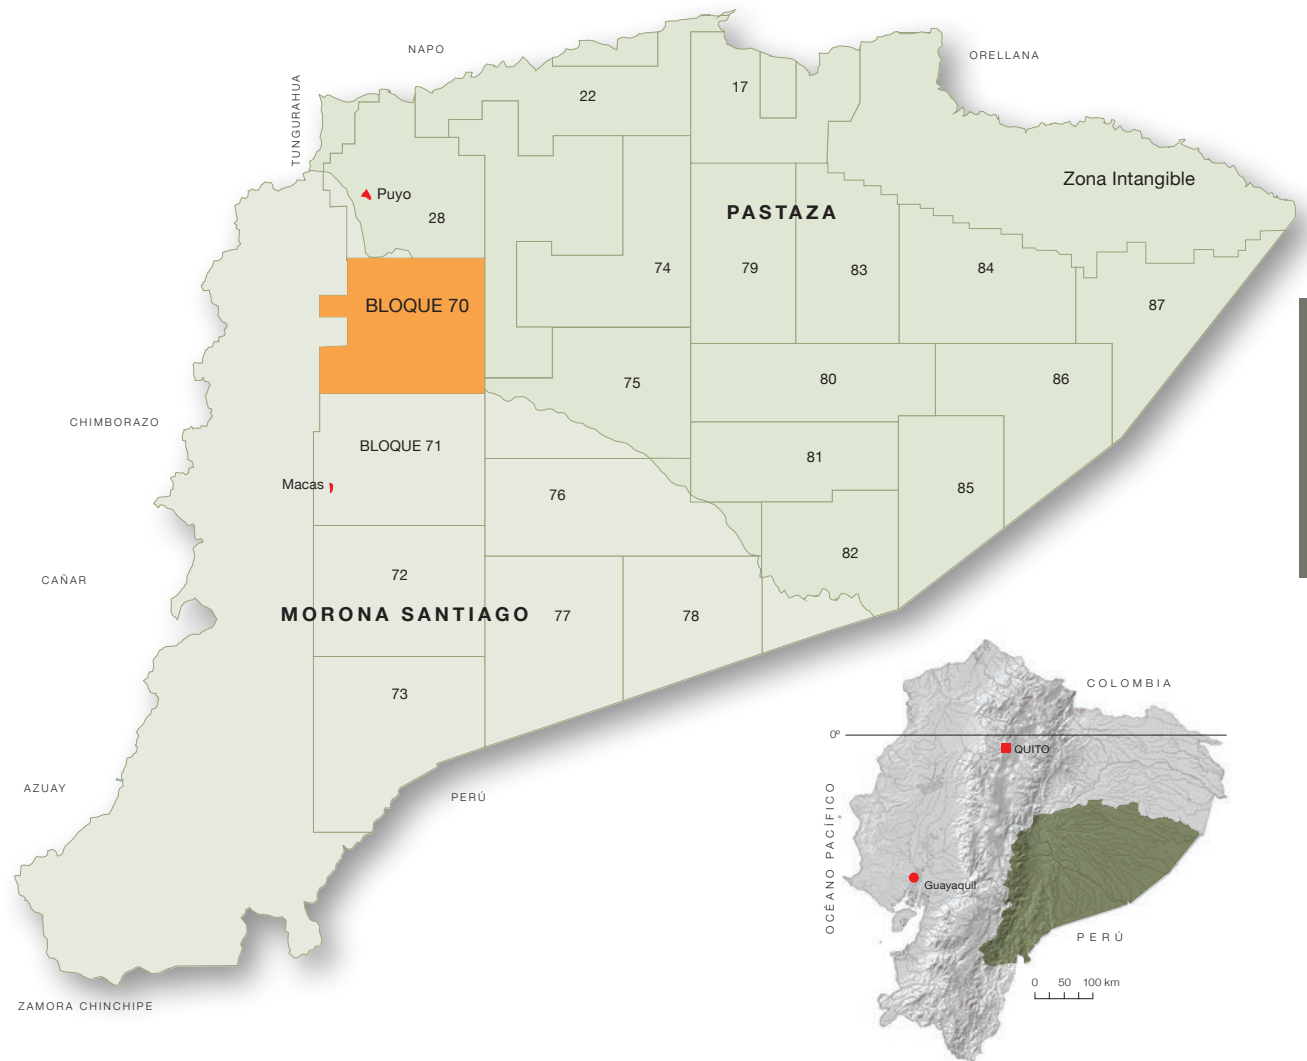 NAPO
ORELLANA
TUNGURAHUA
22
17
Zona Intangible
Puyo
28
PASTAZA
74
79
83
84
87
BLOQUE 70
75
80
86
CHIMBORAZO
BLOQUE 71
81
Macas
76
85
82
CAÑAR
72
MORONA SANTIAGO
77
78
73
AZUAY
PERÚ
ZAMORA CHINCHIPE
COLOMBIA
0º
QUITO
OCÉANO PACÍFICO
Guayaquil
PERÚ
0 50 100 km